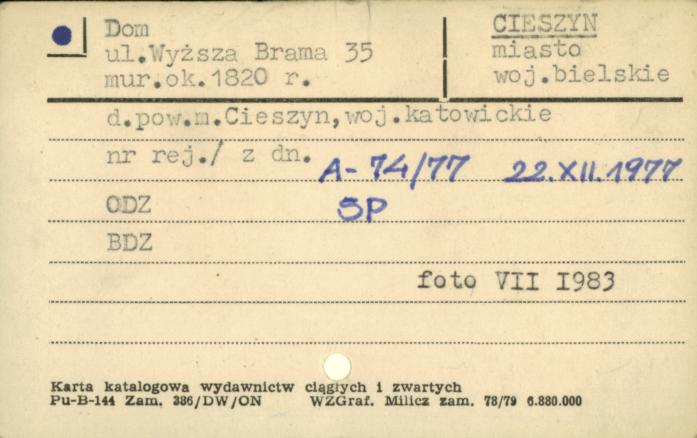 Dom
ul.Wyższa Brama 35
mur.ok.1820 r.
CIESZYN
miasto
woj.bielskie
d.pow.m.Cieszyn,woj.katowickie
nr rej./ z dn. A-74/77 22.XII.1977
ODZ SP
BDZ
foto VII I983
Karta katalogowa wydawnictw ciągłych i zwartych
Pu-B-144 Zam. 386/DW/ON WZGraf. Milicz zam. 78/79 6.880.000